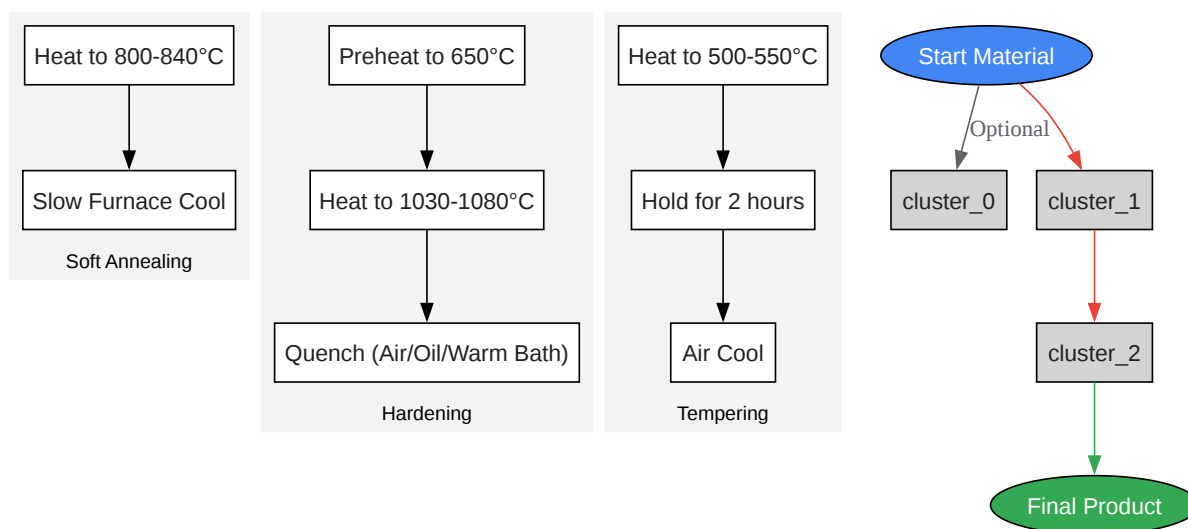 Heat to 800-840°C
Slow Furnace Cool
Soft Annealing
Preheat to 650°C
Heat to 1030-1080°C
Quench (Air/Oil/Warm Bath)
Hardening
Heat to 500-550°C
Hold for 2 hours
Air Cool
Tempering
Start Material
Optional
cluster_0
cluster_1
cluster_2
Final Product